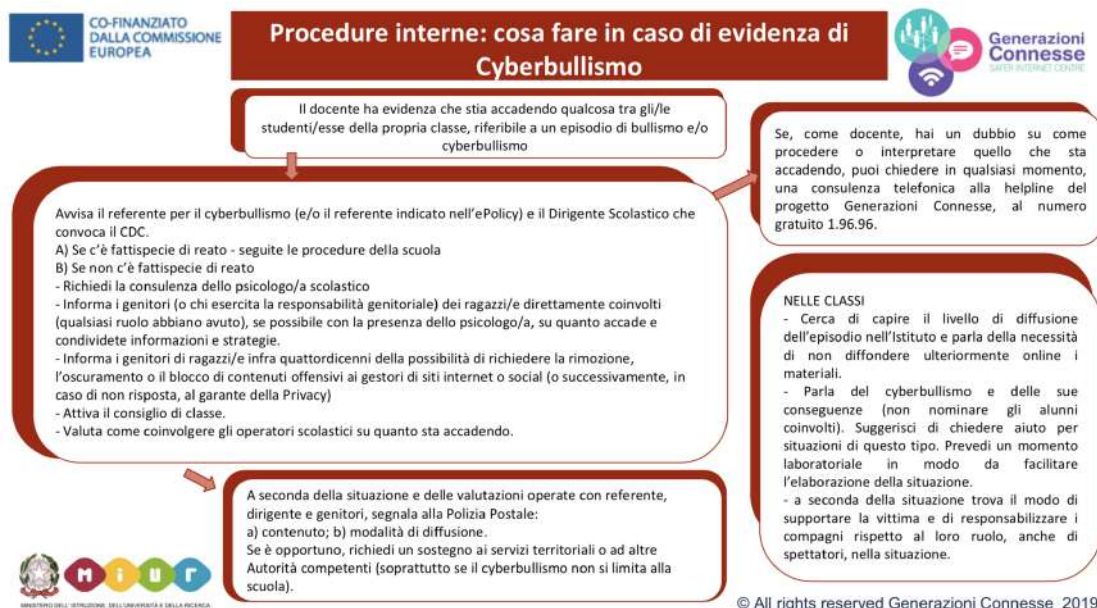 CO-FINANZIATO
DALLA COMMISSIONE
EUROPEA
Procedure interne: cosa fare in caso di evidenza di
Cyberbullismo
Generazioni
Connesse
SAFER INTERNET CENTRE
Il docente ha evidenza che stia accadendo qualcosa tra gli/le
studenti/esse della propria classe, riferibile a un episodio di bullismo e/o
cyberbullismo
Se, come docente, hai un dubbio su come
procedere o interpretare quello che sta
accadendo, puoi chiedere in qualsiasi momento,
una consulenza telefonica alla helpline del
progetto Generazioni Connesse, al numero
gratuito 1.96.96.
Avvisa il referente per il cyberbullismo (e/o il referente indicato nell'ePolicy) e il Dirigente Scolastico che
convoca il CDC.
A) Se c'è fattispecie di reato - seguite le procedure della scuola
B) Se non c'è fattispecie di reato
- Richiedi la consulenza dello psicologo/a scolastico
- Informa i genitori (o chi esercita la responsabilità genitoriale) dei ragazzi/e direttamente coinvolti
(qualsiasi ruolo abbiano avuto), se possibile con la presenza dello psicologo/a, su quanto accade e
condividete informazioni e strategie.
- Informa i genitori di ragazzi/e infra quattordicenni della possibilità di richiedere la rimozione,
l'oscuramento o il blocco di contenuti offensivi ai gestori di siti internet o social (o successivamente, in
caso di non risposta, al garante della Privacy)
- Attiva il consiglio di classe.
- Valuta come coinvolgere gli operatori scolastici su quanto sta accadendo.
NELLE CLASSI
- Cerca di capire il livello di diffusione
dell'episodio nell'Istituto e parla della necessità
di non diffondere ulteriormente online i
materiali.
- Parla del cyberbullismo e delle sue
conseguenze (non nominare gli alunni
coinvolti). Suggerisci di chiedere aiuto per
situazioni di questo tipo. Prevedi un momento
laboratoriale in modo da facilitare
l'elaborazione della situazione.
- a seconda della situazione trova il modo di
supportare la vittima e di responsabilizzare i
compagni rispetto al loro ruolo, anche di
spettatori, nella situazione.
A seconda della situazione e delle valutazioni operate con referente,
dirigente e genitori, segnala alla Polizia Postale:
a) contenuto; b) modalità di diffusione.
Se è opportuno, richiedi un sostegno ai servizi territoriali o ad altre
Autorità competenti (soprattutto se il cyberbullismo non si limita alla
scuola).
miur
MINISTERO DELL'ISTRUZIONE, DELL'UNIVERSITÀ E DELLA RICERCA
© All rights reserved Generazioni Connesse 2019